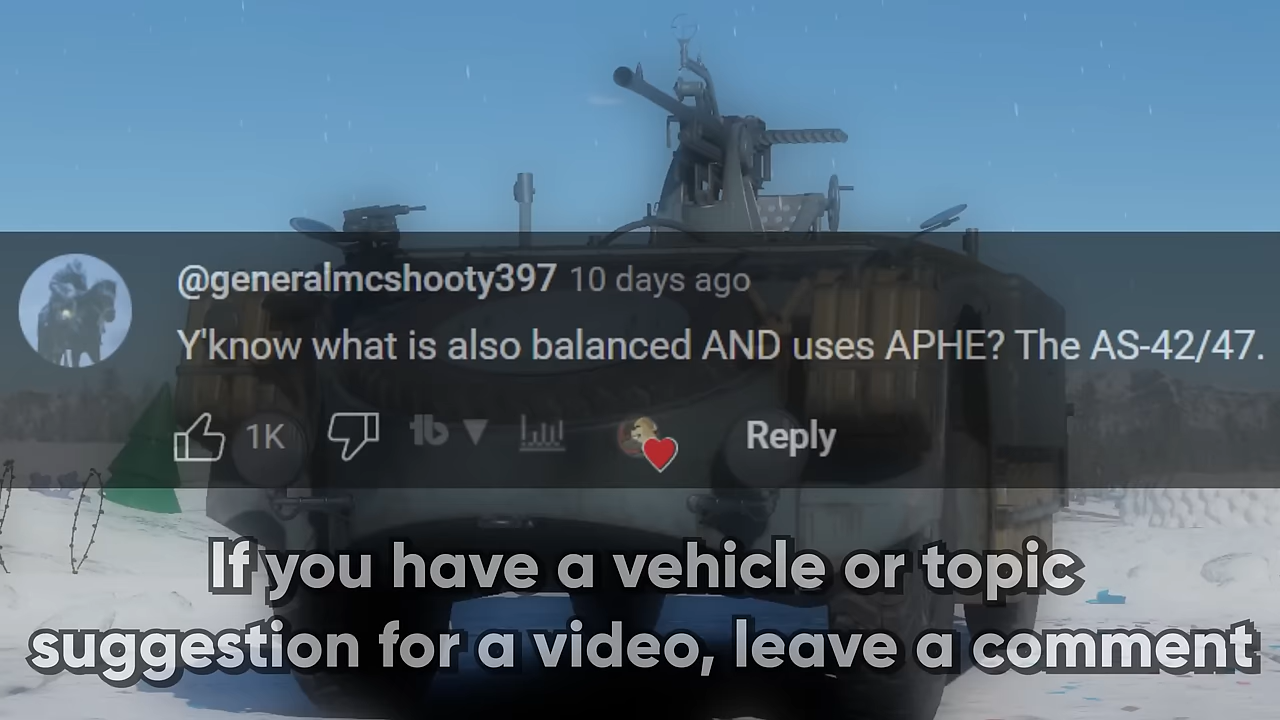 @generalmcshooty397 10 days ago
Y'know what is also balanced AND uses APHE? The AS-42/47.
1K tb Reply
If you have a vehicle or topic
suggestion for a video, leave a comment